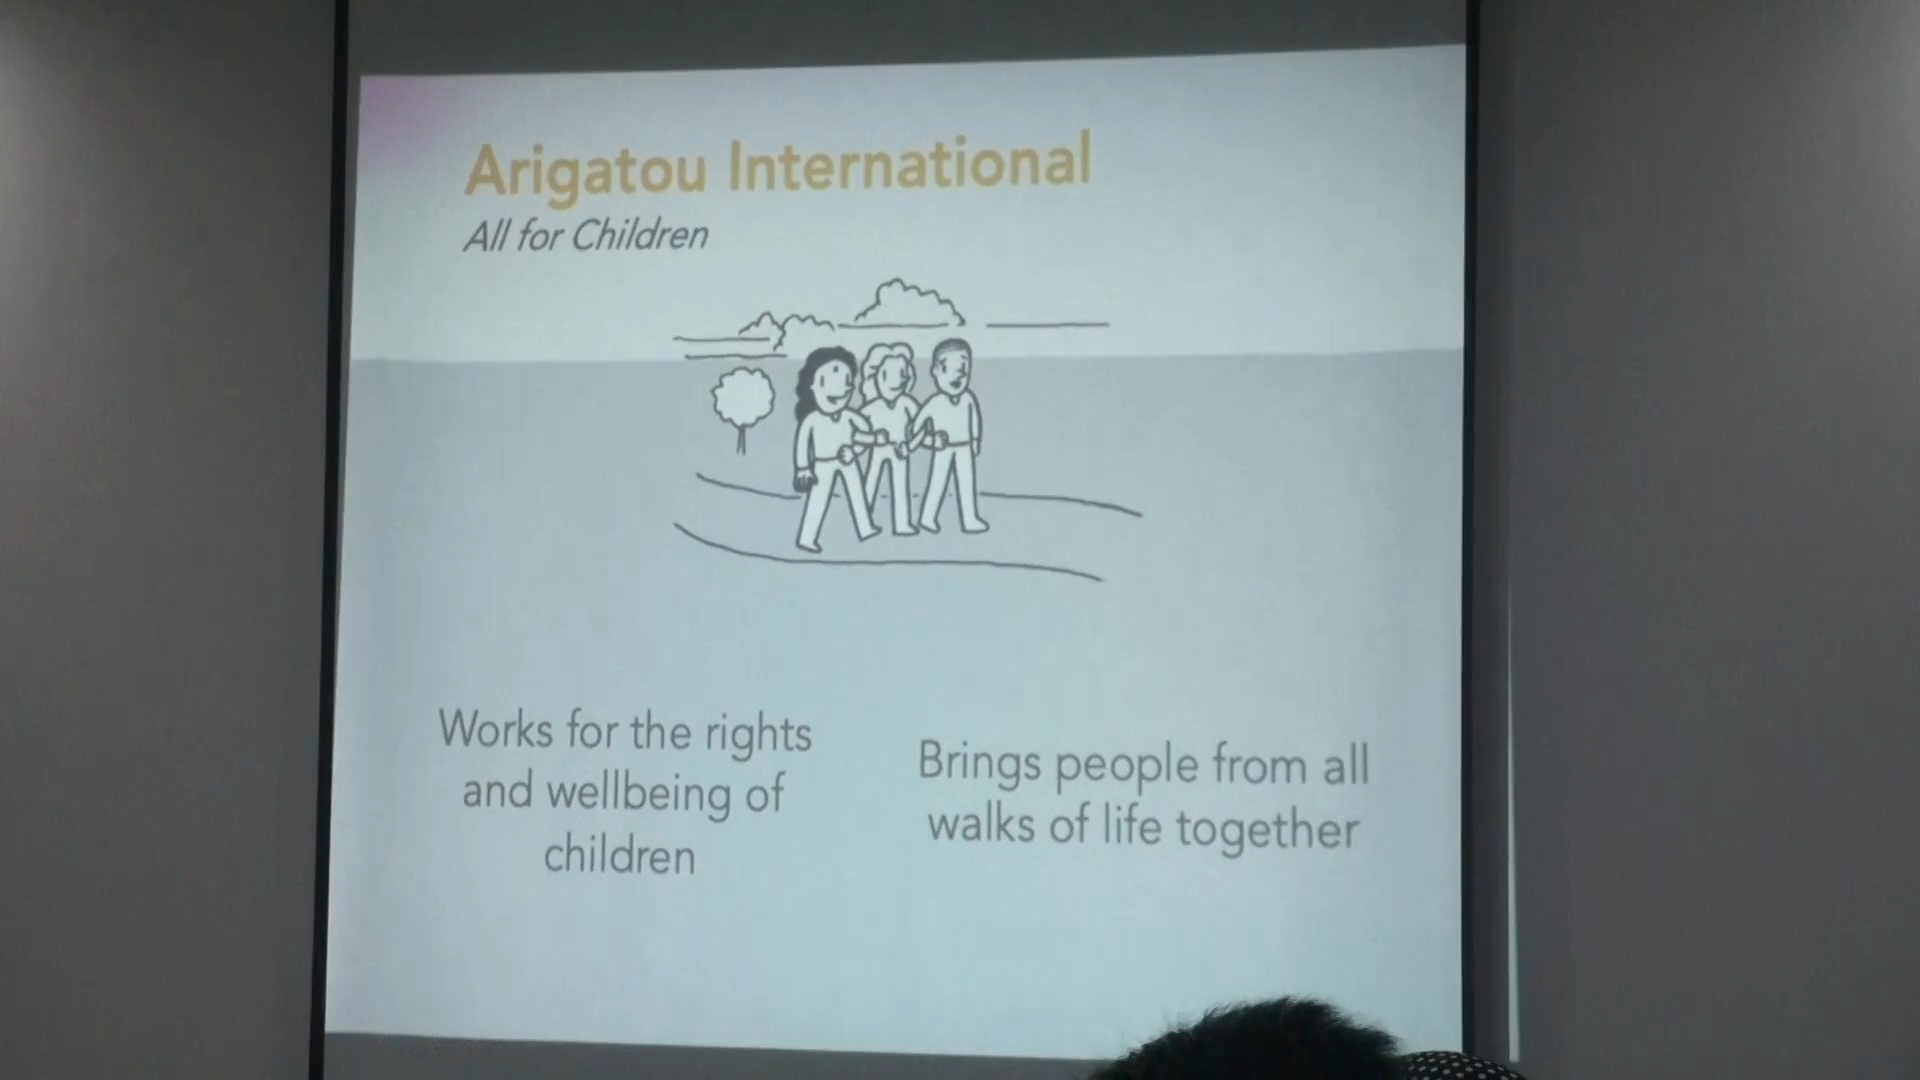 Arigatou International
All for Children
Works for the rights
and wellbeing of
children
Brings people from all
walks of life together